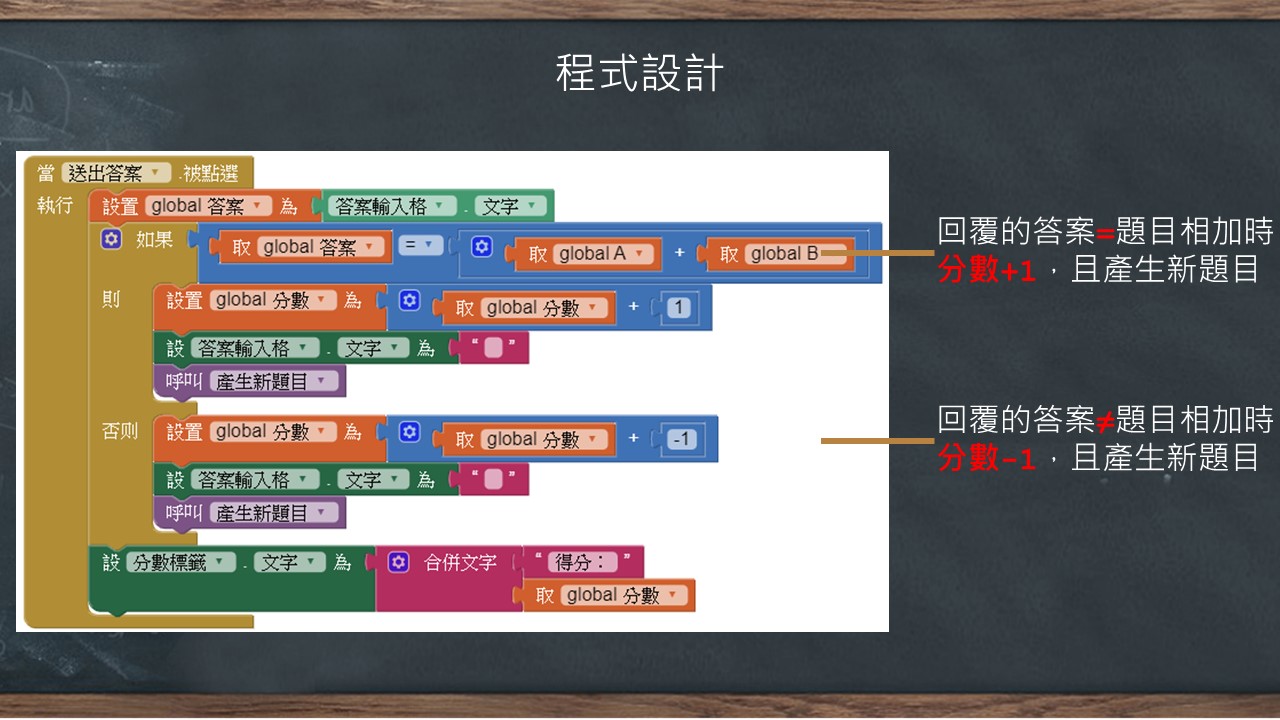 程式設計
當 送出答案 .被點選
執行 設置 global 答案 為 答案輸入格 . 文字
如果 取 global 答案 = 取 global A + 取 global B
則 設置 global 分數 為 取 global 分數 + 1
設 答案輸入格 . 文字 為 “ ”
呼叫 產生新題目
否則 設置 global 分數 為 取 global 分數 + -1
設 答案輸入格 . 文字 為 “ ”
呼叫 產生新題目
設 分數標籤 . 文字 為 合併文字 “ 得分： ”
取 global 分數
回覆的答案=題目相加時
分數+1，且產生新題目
回覆的答案≠題目相加時
分數-1，且產生新題目